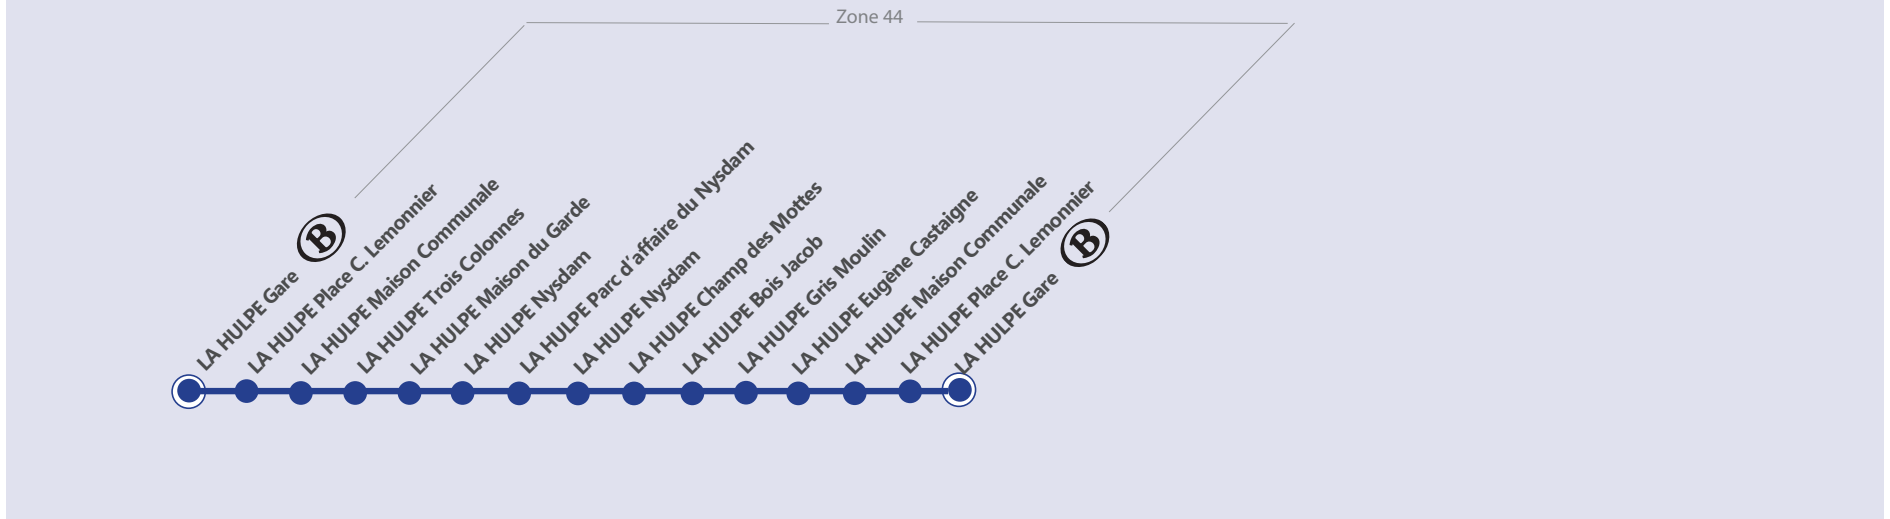 Zone 44
LA HULPE Gare B
LA HULPE Place C. Lemonnier
LA HULPE Maison Communale
LA HULPE Trois Colonnes
LA HULPE Maison du Garde
LA HULPE Nysdam
LA HULPE Parc d'affaire du Nysdam
LA HULPE Nysdam
LA HULPE Champ des Mottes
LA HULPE Bois Jacob
LA HULPE Gris Moulin
LA HULPE Eugène Castaigne
LA HULPE Maison Communale
LA HULPE Place C. Lemonnier
LA HULPE Gare B